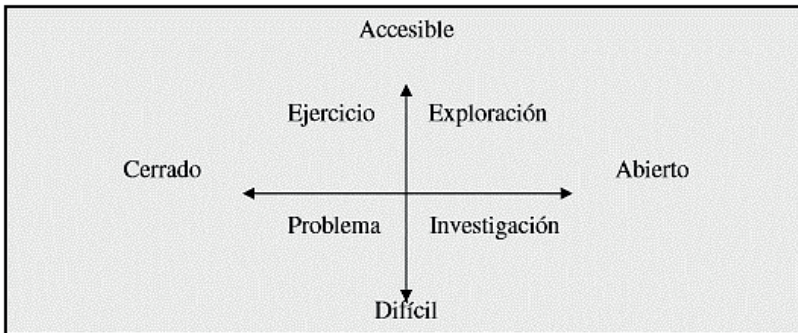 Accesible
Ejercicio Exploración
Cerrado Abierto
Problema Investigación
Difícil